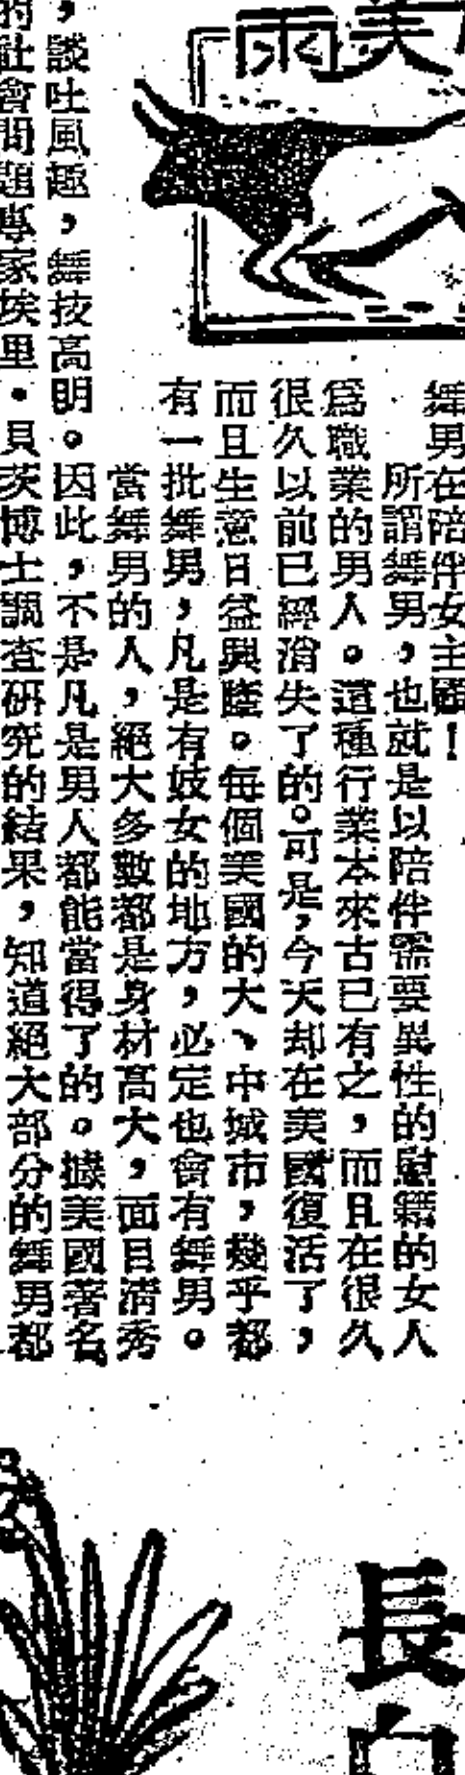 美雨
舞男在陪伴女主顧！
所謂舞男，也就是以陪伴需要異性的慰藉的女人
爲職業的男人。這種行業本來古已有之，而且在很久
很久以前已經消失了的。可是，今天却在美國復活了，
而且生意日益興隆。每個美國的大、中城市，幾乎都
有一批舞男，凡是有妓女的地方，必定也會有舞男。
當舞男的人，絕大多數都是身材高大，面目清秀
，談吐風趣，舞技高明。因此，不是凡是男人都能當得了的。據美國著名
的社會問題專家埃里·貝茨博士調查研究的結果，知道絕大部分的舞男都
長
白